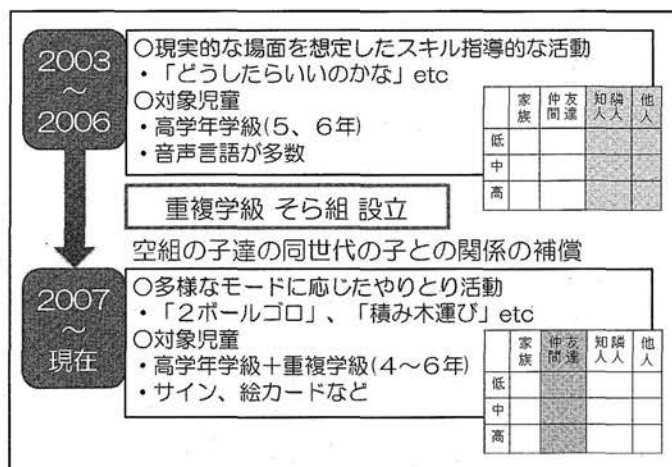 2003
〜
2006
○現実的な場面を想定したスキル指導的な活動
・「どうしたらいいのかな」etc
○対象児童
・高学年学級(5、6年)
・音声言語が多数
家族
仲間 友達
知人 隣人
他人
低
中
高
重複学級 そら組 設立
空組の子達の同世代の子との関係の補償
2007
〜
現在
○多様なモードに応じたやりとり活動
・「2ボールゴロ」、「積み木運び」etc
○対象児童
・高学年学級+重複学級(4〜6年)
・サイン、絵カードなど
家族
仲間 友達
知人 隣人
他人
低
中
高